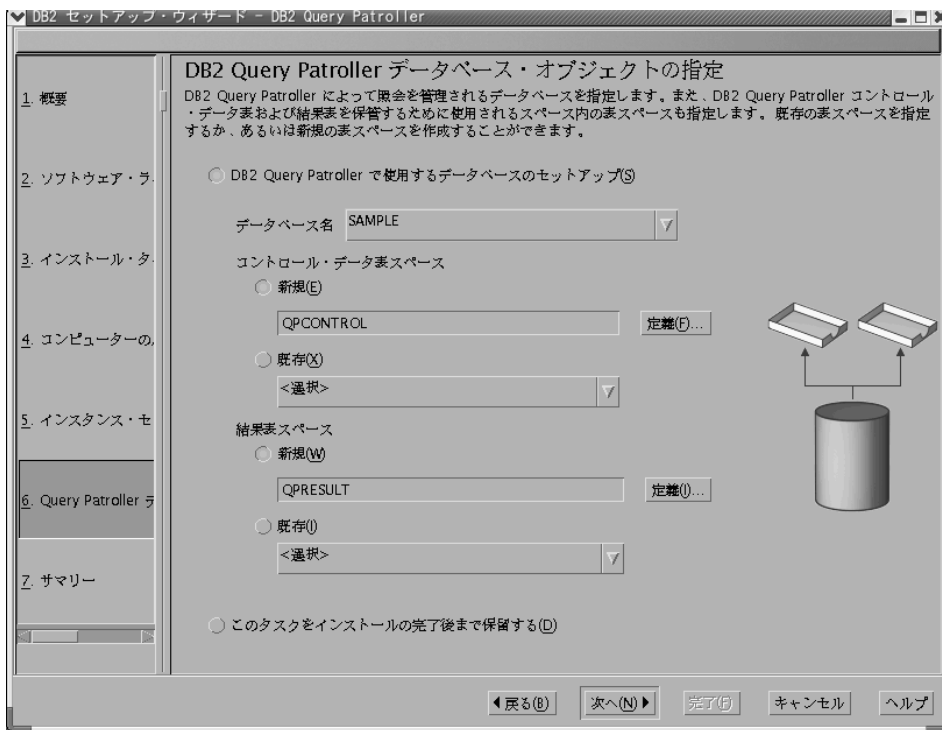 DB2 セットアップ・ウィザード - DB2 Query Patroller
1. 概要
2. ソフトウェア・ラ
3. インストール・タ
4. コンピューターの
5. インスタンス・セ
6. Query Patroller デ
7. サマリー
DB2 Query Patroller データベース・オブジェクトの指定
DB2 Query Patroller によって照会を管理されるデータベースを指定します。また、DB2 Query Patroller コントロール
・データ表および結果表を保管するために使用されるスペース内の表スペースも指定します。既存の表スペースを指定
するか、あるいは新規の表スペースを作成することができます。
DB2 Query Patroller で使用するデータベースのセットアップ(S)
データベース名 SAMPLE
コントロール・データ表スペース
新規(E)
QPCONTROL 定義(F)...
既存(X)
<選択>
結果表スペース
新規(W)
QPRESULT 定義(I)...
既存(I)
<選択>
このタスクをインストールの完了後まで保留する(D)
戻る(B) 次へ(N) 完了(F) キャンセル ヘルプ